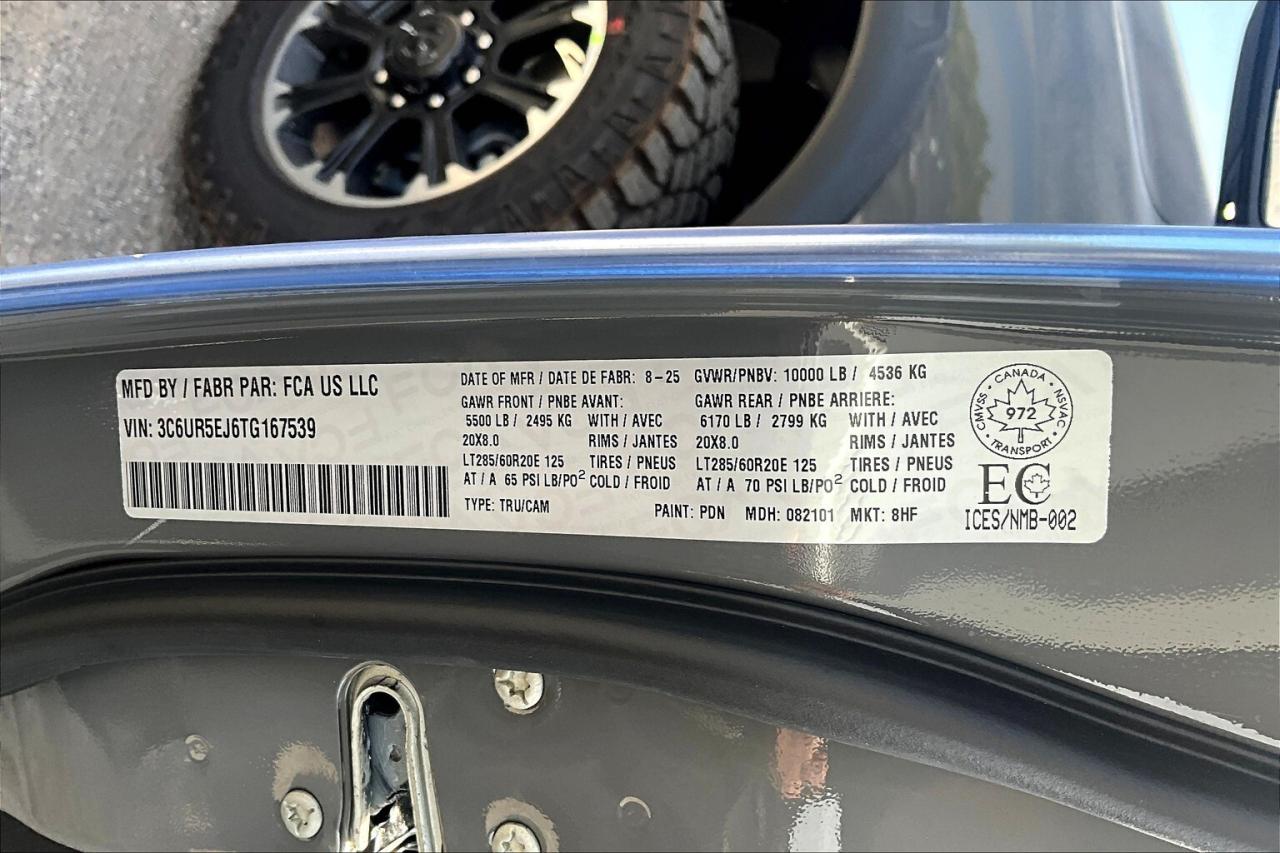 MFD BY / FABR PAR: FCA US LLC
VIN: 3C6UR5EJ6TG167539
DATE OF MFR / DATE DE FABR: 8-25 GVWR/PNBV: 10000 LB / 4536 KG
GAWR FRONT / PNBE AVANT:
5500 LB / 2495 KG WITH / AVEC
20X8.0 RIMS / JANTES
LT285/60R20E 125 TIRES / PNEUS
AT / A 65 PSI LB/PO² COLD / FROID
GAWR REAR / PNBE ARRIERE:
6170 LB / 2799 KG WITH / AVEC
20X8.0 RIMS / JANTES
LT285/60R20E 125 TIRES / PNEUS
AT / A 70 PSI LB/PO² COLD / FROID
TYPE: TRU/CAM PAINT: PDN MDH: 082101 MKT: 8HF
CANADA
CMVSS 972 NSVAC
TRANSPORT
EC
ICES/NMB-002